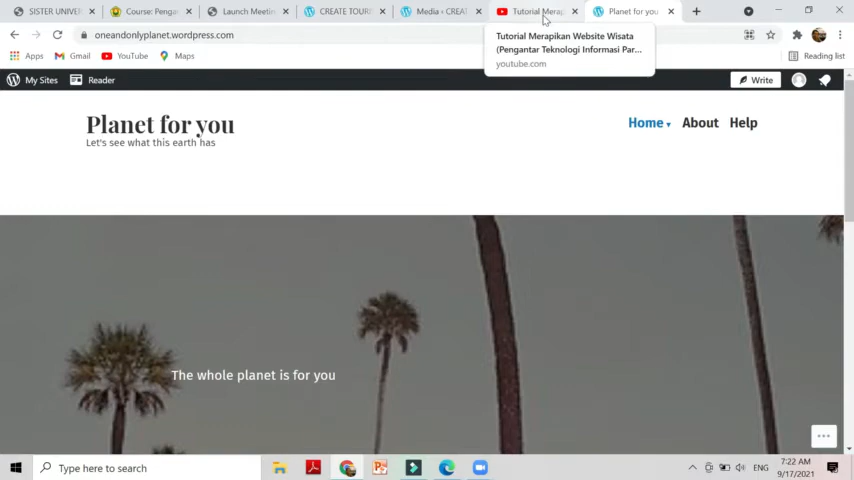 SISTER UNIVER
Course: Penga
Launch Meetin
CREATE TOUR
Media ‹ CREAT
Tutorial Merap
Planet for you
oneandonlyplanet.wordpress.com
Tutorial Merapikan Website Wisata
(Pengantar Teknologi Informasi Par...
youtube.com
Apps
Gmail
YouTube
Maps
Reading list
My Sites
Reader
Write
Planet for you
Let's see what this earth has
Home
About
Help
The whole planet is for you
Type here to search
ENG
7:22 AM
9/17/2021